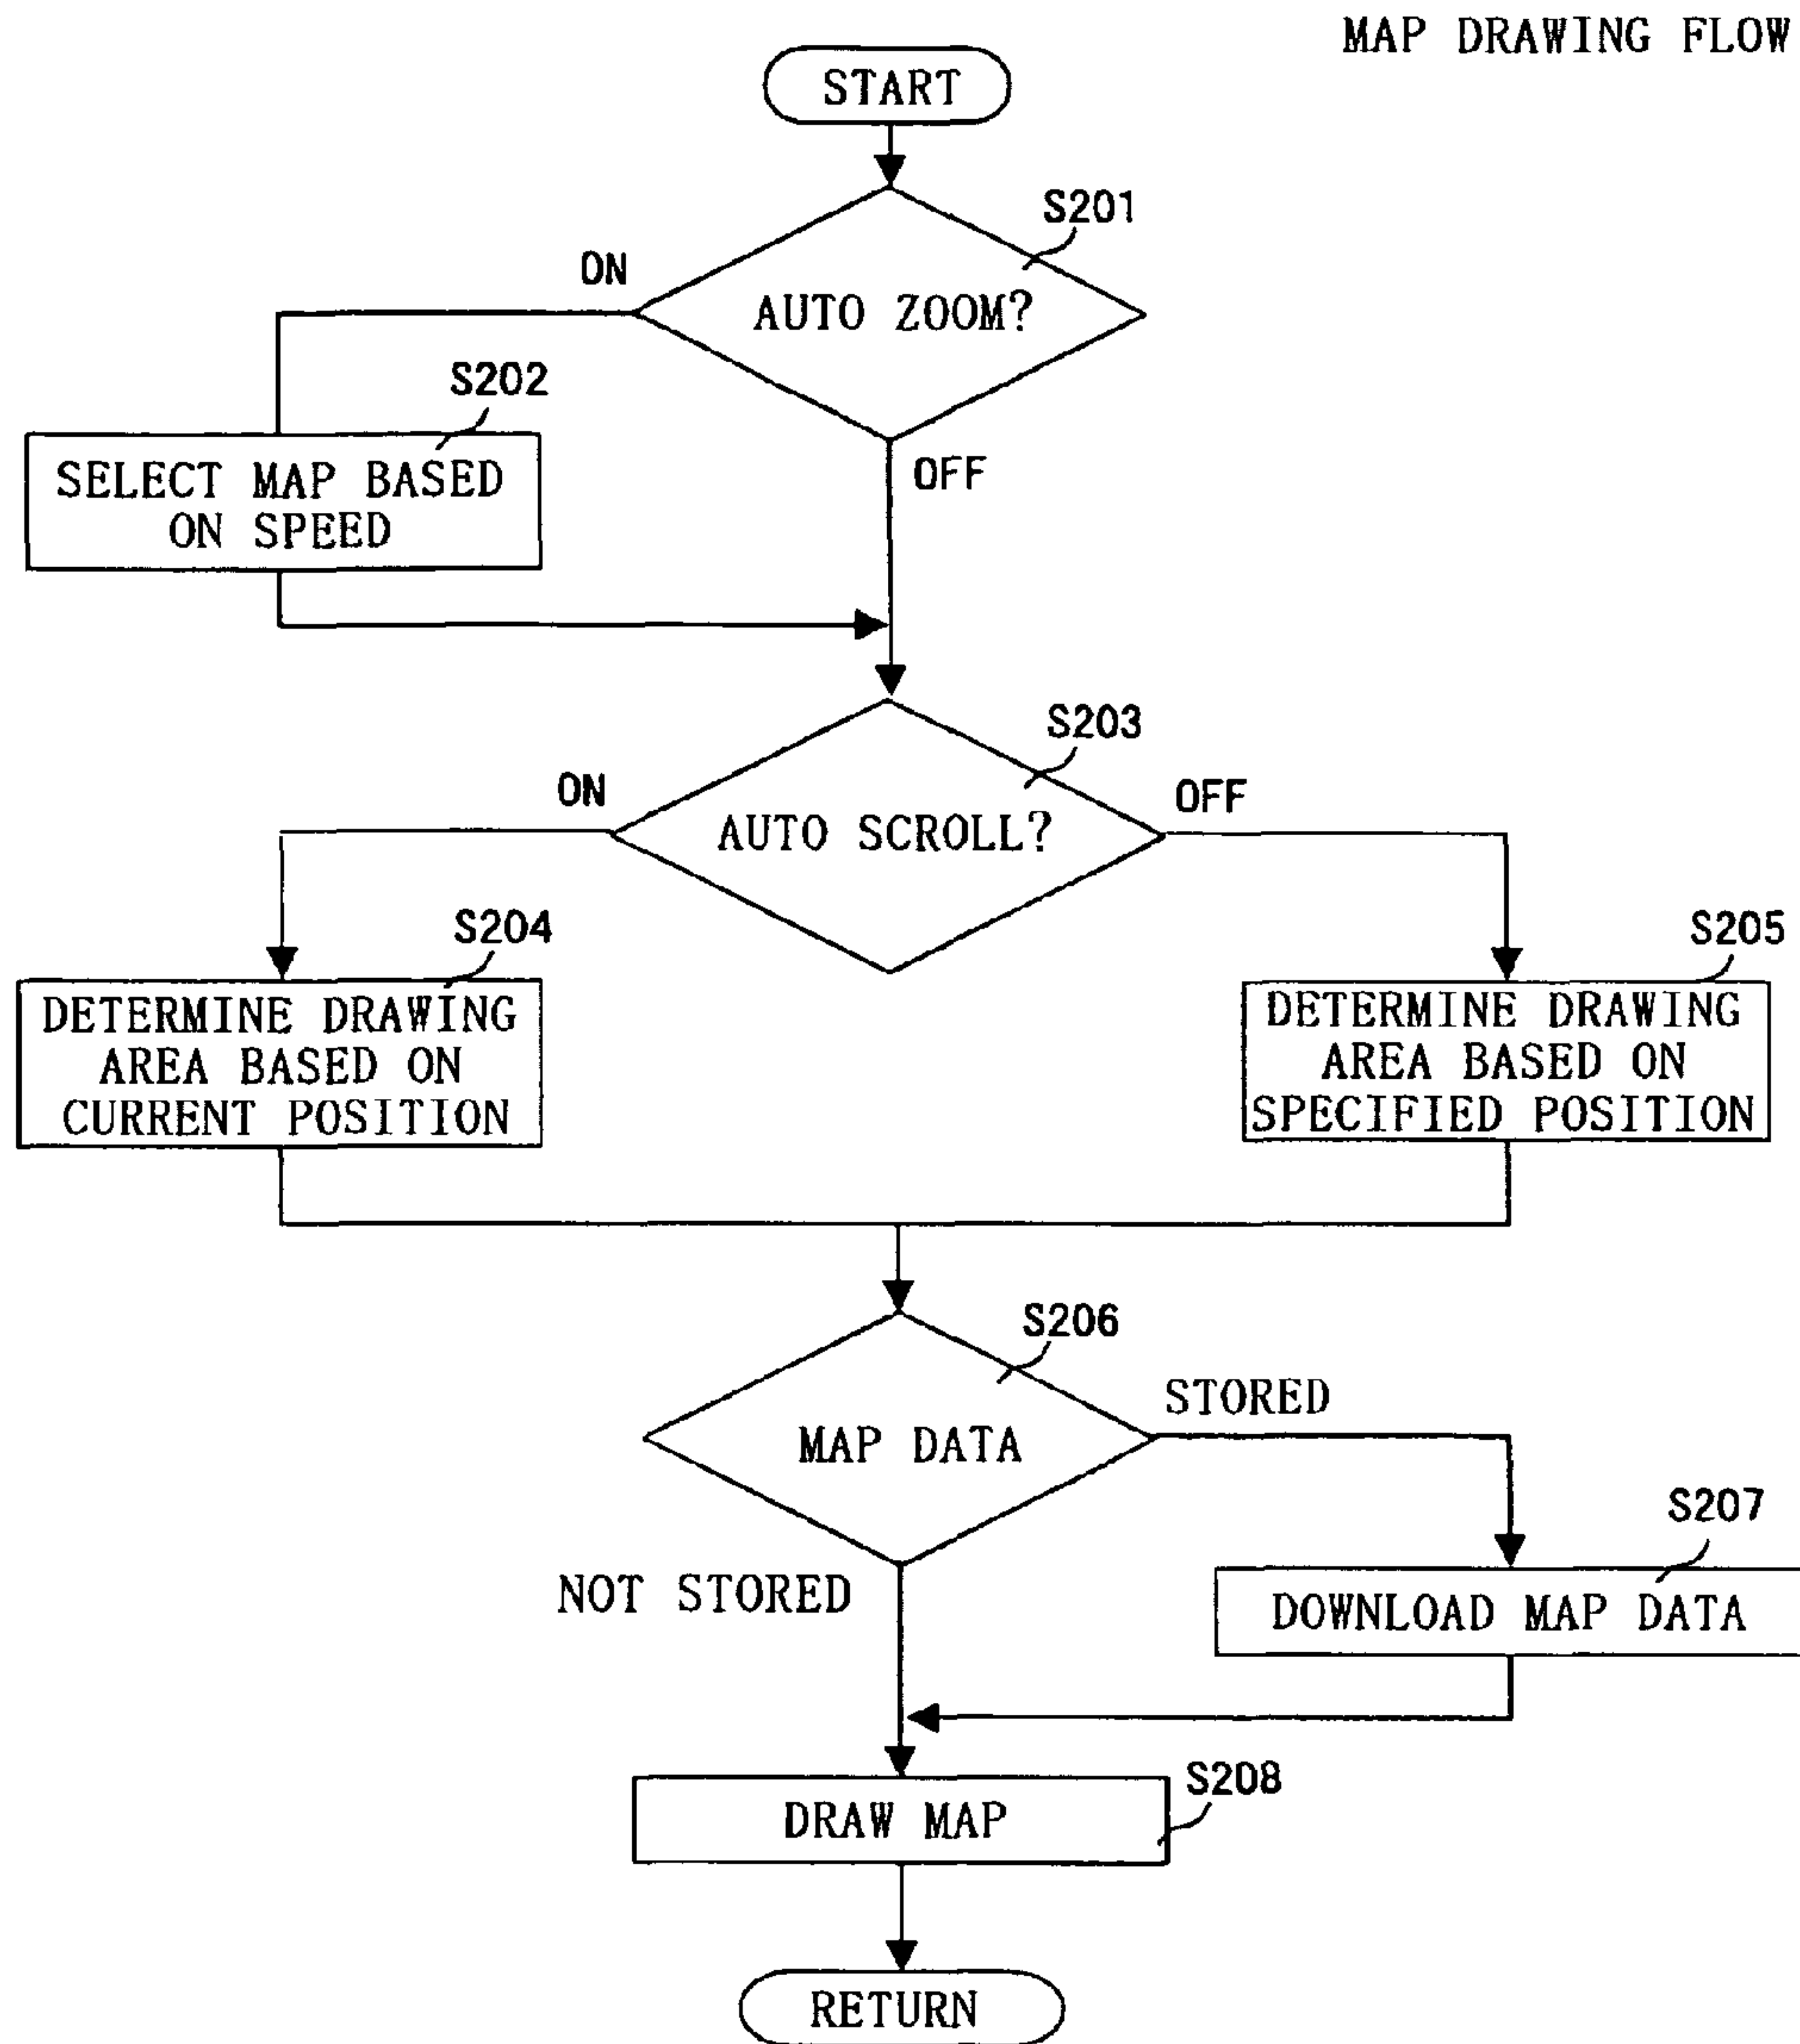 MAP DRAWING FLOW
START
S201
ON
AUTO ZOOM?
S202
OFF
SELECT MAP BASED
ON SPEED
S203
ON
OFF
AUTO SCROLL?
S204
S205
DETERMINE DRAWING
AREA BASED ON
CURRENT POSITION
DETERMINE DRAWING
AREA BASED ON
SPECIFIED POSITION
S206
STORED
MAP DATA
S207
NOT STORED
DOWNLOAD MAP DATA
S208
DRAW MAP
RETURN